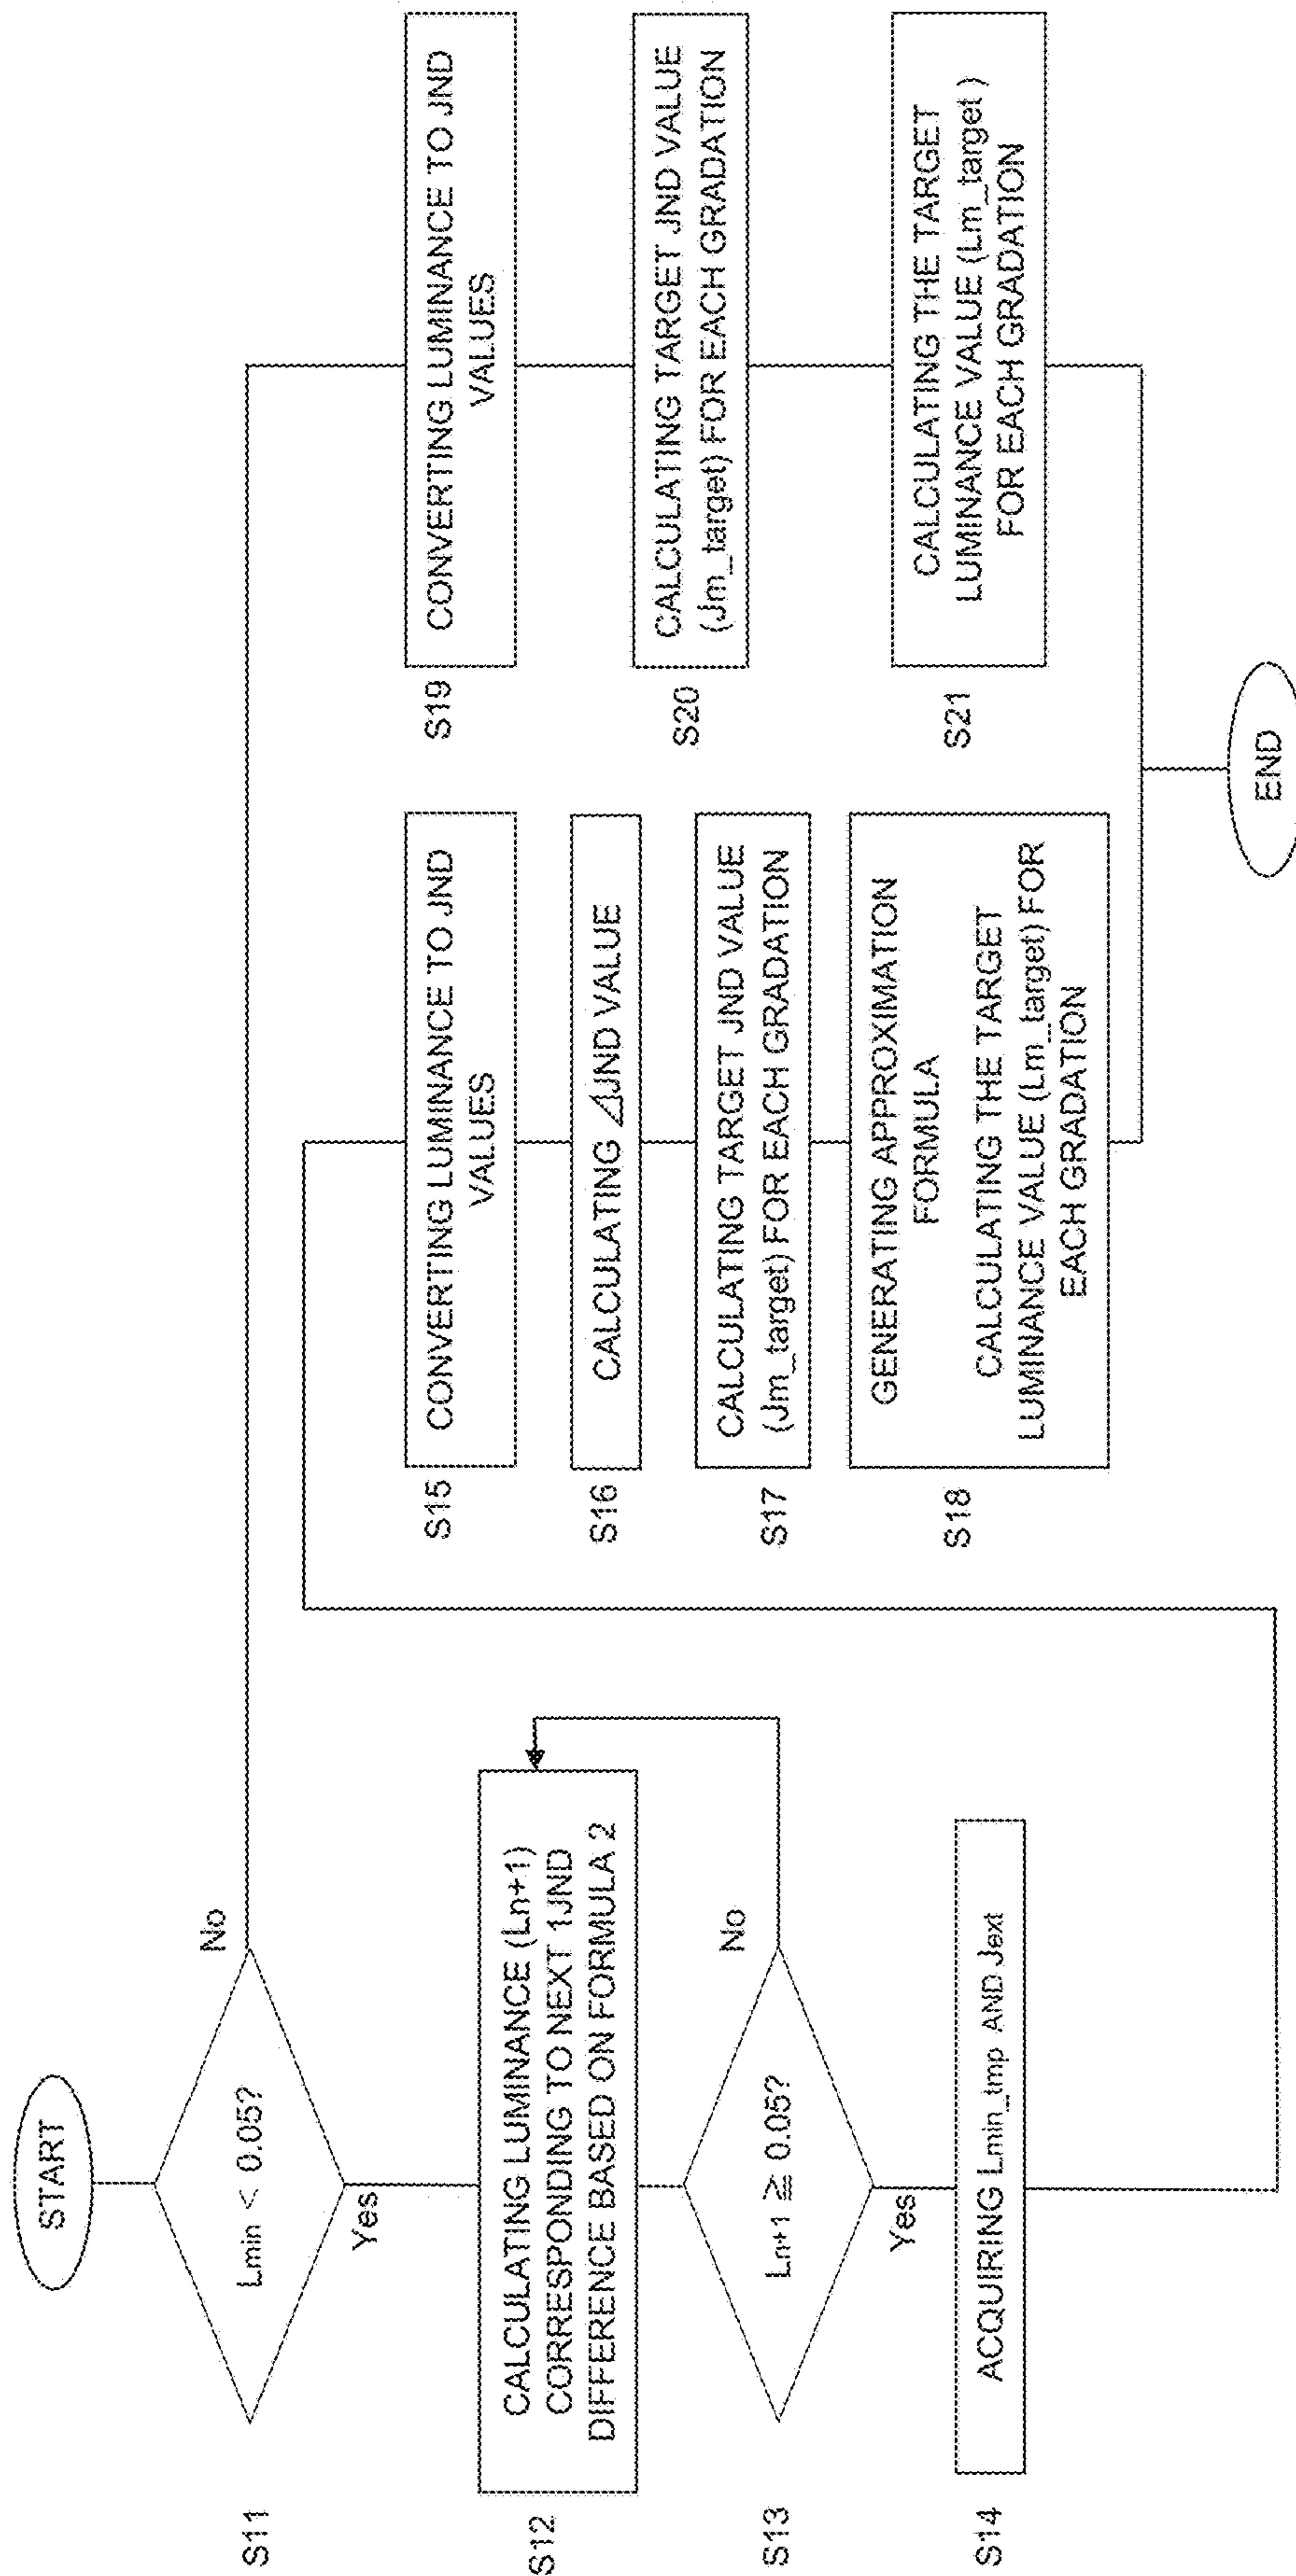 START
S11
Lmin < 0.05?
No
Yes
S12
CALCULATING LUMINANCE (Ln+1)
CORRESPONDING TO NEXT 1JND
DIFFERENCE BASED ON FORMULA 2
S13
Ln+1 ≧ 0.05?
No
Yes
S14
ACQUIRING Lmin_tmp AND Jext
S15
CONVERTING LUMINANCE TO JND
VALUES
S16
CALCULATING ⊿JND VALUE
S17
CALCULATING TARGET JND VALUE
(Jm_target) FOR EACH GRADATION
S18
GENERATING APPROXIMATION
FORMULA
CALCULATING THE TARGET
LUMINANCE VALUE (Lm_target) FOR
EACH GRADATION
S19
CONVERTING LUMINANCE TO JND
VALUES
S20
CALCULATING TARGET JND VALUE
(Jm_target) FOR EACH GRADATION
S21
CALCULATING THE TARGET
LUMINANCE VALUE (Lm_target )
FOR EACH GRADATION
END